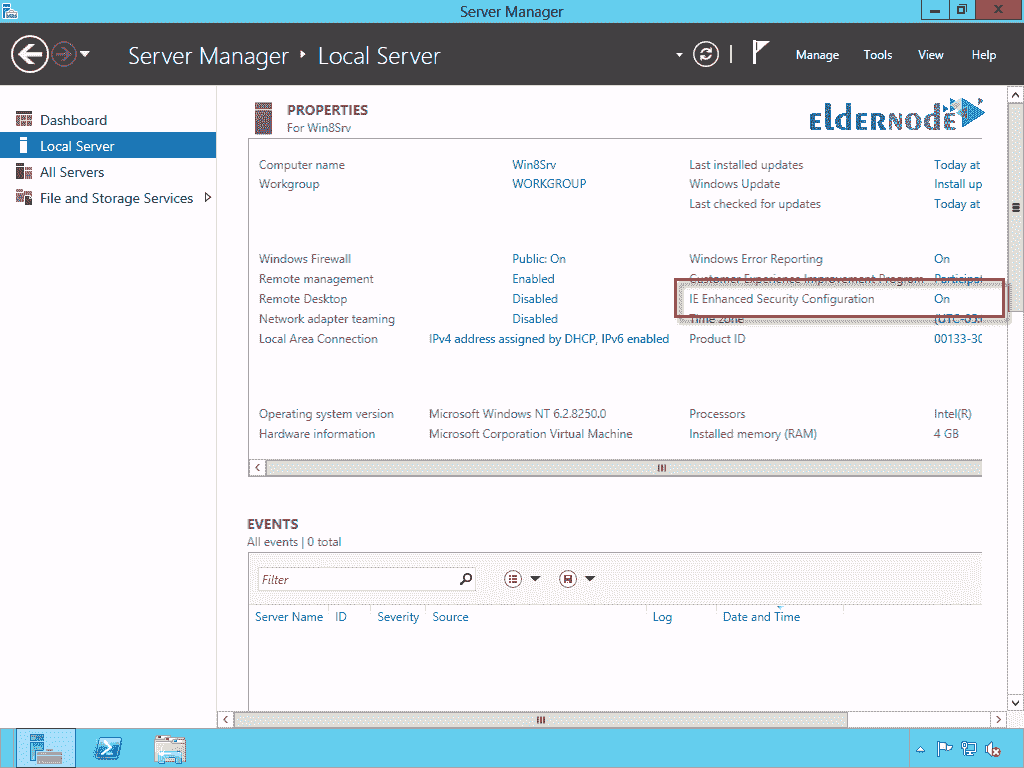 Server Manager
Server Manager • Local Server
Manage Tools View Help
Dashboard
Local Server
All Servers
File and Storage Services
PROPERTIES
For Win8Srv
ELDERNODE
Computer name Win8Srv Last installed updates Today at
Workgroup WORKGROUP Windows Update Install up
Last checked for updates Today at
Windows Firewall Public: On Windows Error Reporting On
Remote management Enabled Customer Experience Improvement Program Participat
Remote Desktop Disabled IE Enhanced Security Configuration On
Network adapter teaming Disabled Time zone (UTC-05:
Local Area Connection IPv4 address assigned by DHCP, IPv6 enabled Product ID 00133-30
Operating system version Microsoft Windows NT 6.2.8250.0 Processors Intel(R)
Hardware information Microsoft Corporation Virtual Machine Installed memory (RAM) 4 GB
EVENTS
All events | 0 total
Filter
Server Name ID Severity Source Log Date and Time